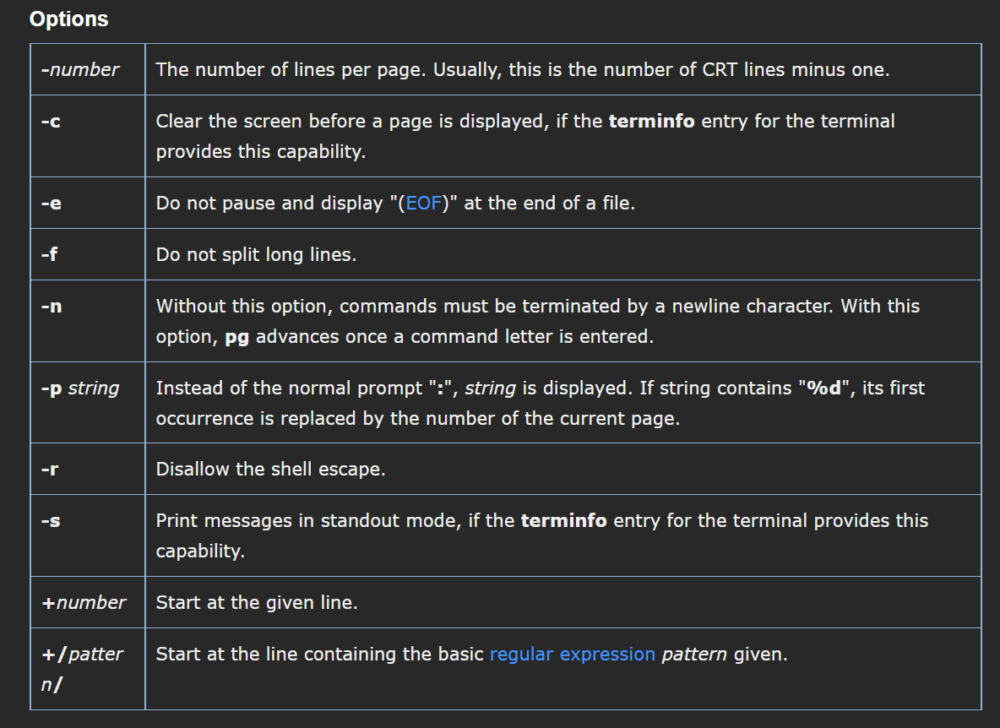 Options
-number
The number of lines per page. Usually, this is the number of CRT lines minus one.
-c
Clear the screen before a page is displayed, if the terminfo entry for the terminal
provides this capability.
-e
Do not pause and display "(EOF)" at the end of a file.
-f
Do not split long lines.
-n
Without this option, commands must be terminated by a newline character. With this
option, pg advances once a command letter is entered.
-p string
Instead of the normal prompt ":", string is displayed. If string contains "%d", its first
occurrence is replaced by the number of the current page.
-r
Disallow the shell escape.
-s
Print messages in standout mode, if the terminfo entry for the terminal provides this
capability.
+number
Start at the given line.
+/patter
n/
Start at the line containing the basic regular expression pattern given.